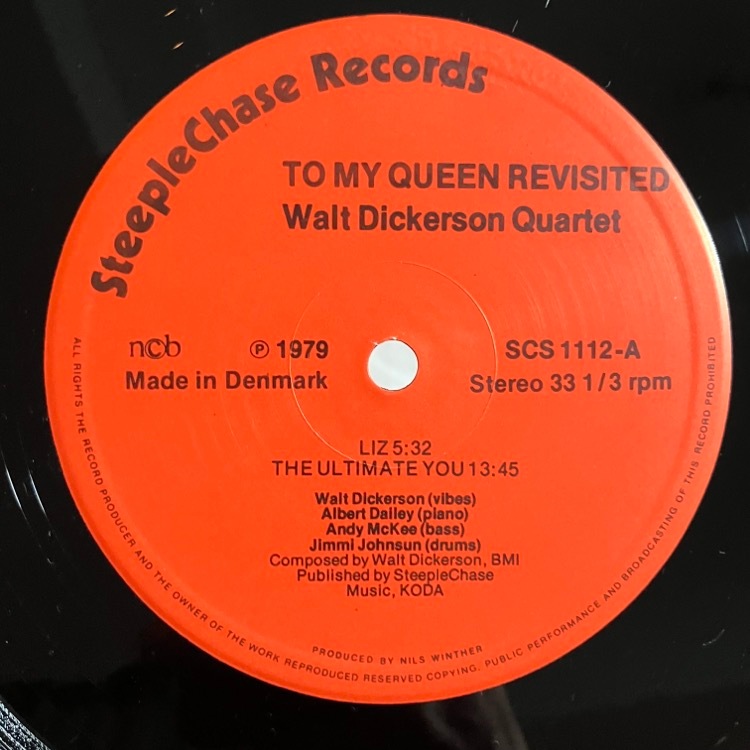 SteepleChase Records
TO MY QUEEN REVISITED
Walt Dickerson Quartet
ncb ℗ 1979 SCS 1112-A
Made in Denmark Stereo 33 1/3 rpm
LIZ 5:32
THE ULTIMATE YOU 13:45
Walt Dickerson (vibes)
Albert Dailey (piano)
Andy McKee (bass)
Jimmi Johnsun (drums)
Composed by Walt Dickerson, BMI
Published by SteepleChase
Music, KODA
PRODUCED BY NILS WINTHER
ALL RIGHTS THE RECORD PRODUCER AND THE OWNER OF THE WORK REPRODUCED RESERVED COPYING, PUBLIC PERFORMANCE AND BROADCASTING OF THIS RECORD PROHIBITED